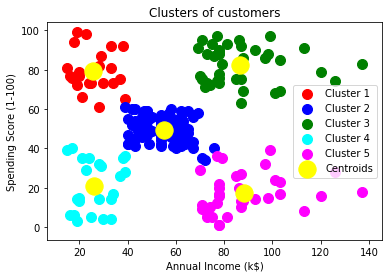 Clusters of customers
Spending Score (1-100)
100
80
60
40
20
0
Cluster 1
Cluster 2
Cluster 3
Cluster 4
Cluster 5
Centroids
20 40 60 80 100 120 140
Annual Income (k$)